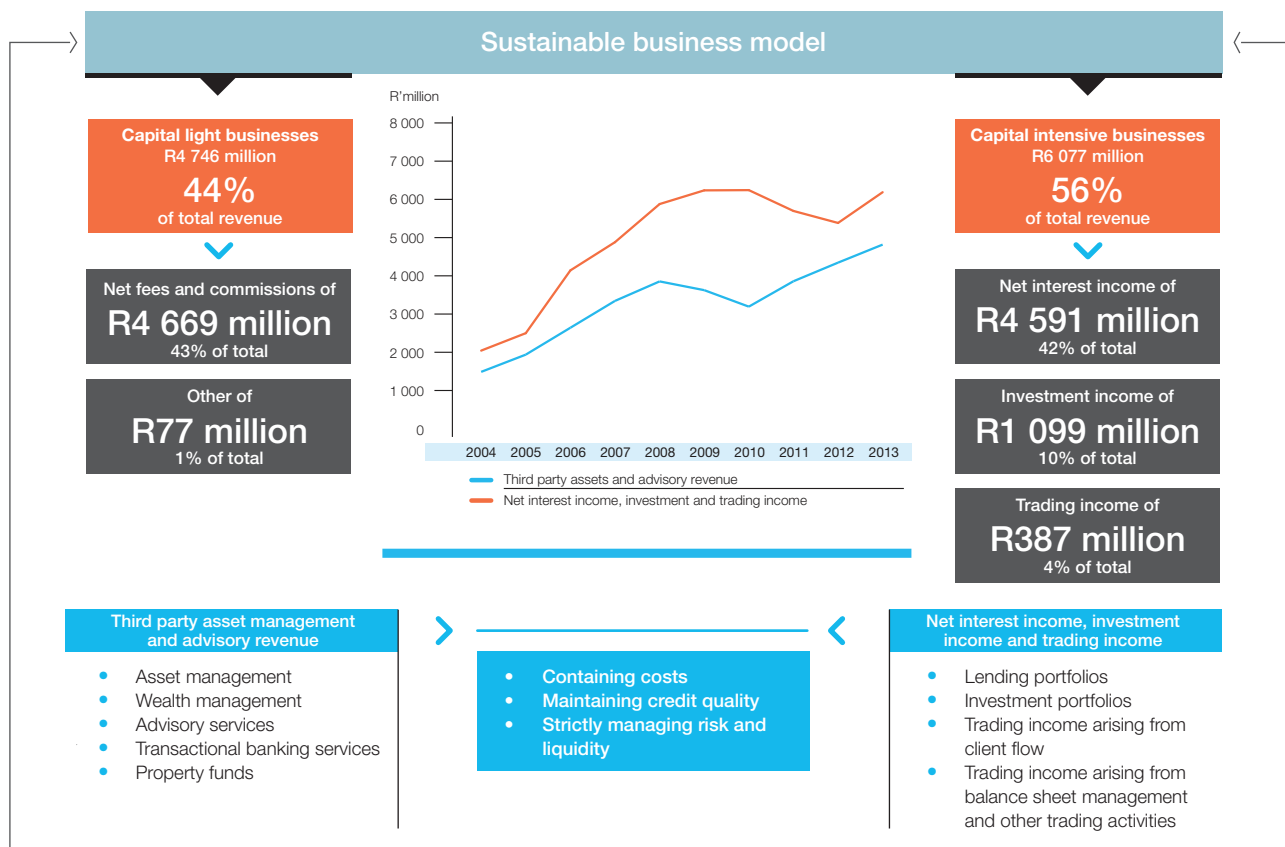 Sustainable business model
Capital light businesses
R4 746 million
44%
of total revenue
Net fees and commissions of
R4 669 million
43% of total
Other of
R77 million
1% of total
R'million
8 000
7 000
6 000
5 000
4 000
3 000
2 000
1 000
0
2004 2005 2006 2007 2008 2009 2010 2011 2012 2013
Third party assets and advisory revenue
Net interest income, investment and trading income
Capital intensive businesses
R6 077 million
56%
of total revenue
Net interest income of
R4 591 million
42% of total
Investment income of
R1 099 million
10% of total
Trading income of
R387 million
4% of total
Third party asset management
and advisory revenue
• Asset management
• Wealth management
• Advisory services
• Transactional banking services
• Property funds
• Containing costs
• Maintaining credit quality
• Strictly managing risk and
liquidity
Net interest income, investment
income and trading income
• Lending portfolios
• Investment portfolios
• Trading income arising from
client flow
• Trading income arising from
balance sheet management
and other trading activities